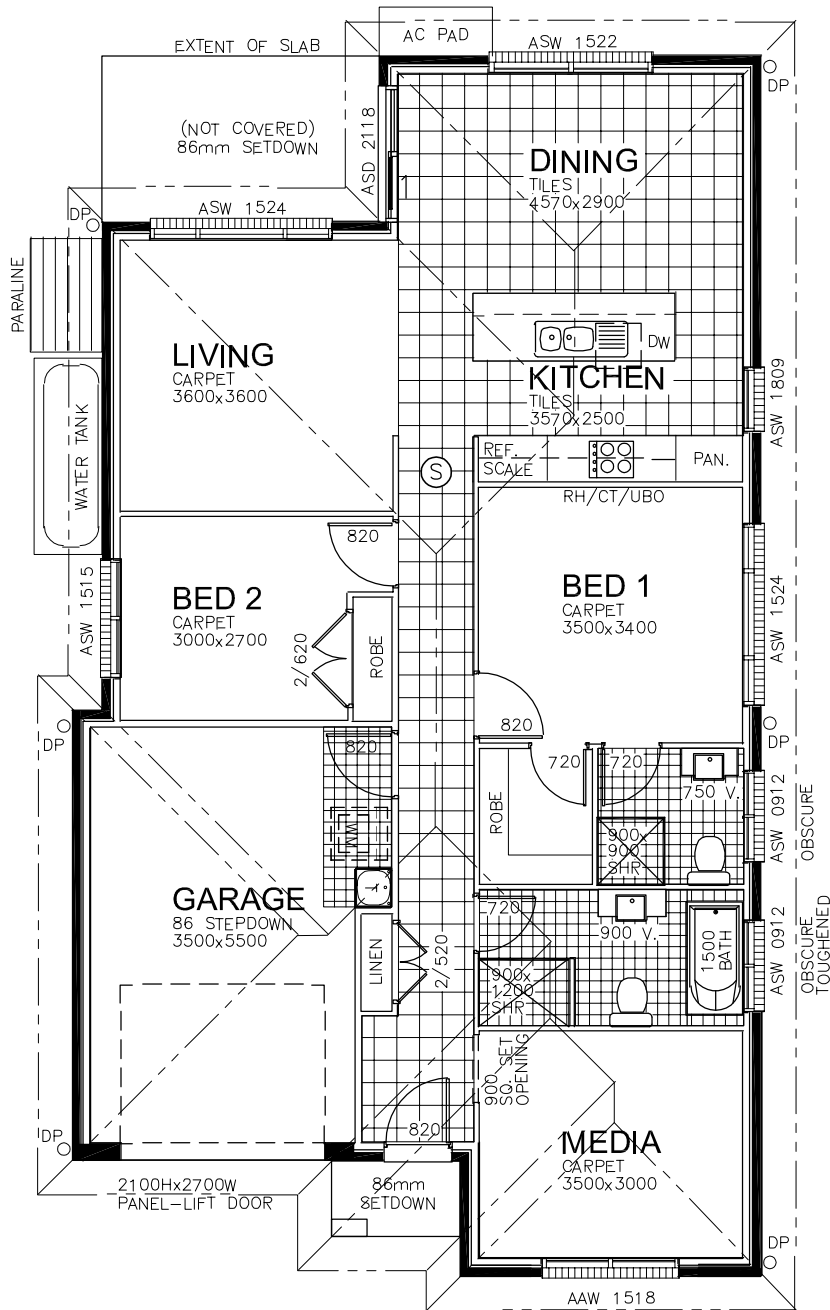 AC PAD
EXTENT OF SLAB
ASW 1522
DP
(NOT COVERED)
86mm SETDOWN
ASD 2118
1
DINING
TILES
4570x2900
DP
ASW 1524
PARALINE
LIVING
CARPET
3600x3600
DW
KITCHEN
TILES
3570x2500
ASW 1809
WATER TANK
S
REF.
SCALE
PAN.
RH/CT/UBO
820
ASW 1515
BED 2
CARPET
3000x2700
2/620
ROBE
BED 1
CARPET
3500x3400
ASW 1524
820
DP
820
DP
720
720
750 V.
ASW 0912
OBSCURE
ROBE
900x
900
SHR
WM
GARAGE
86 STEPDOWN
3500x5500
LINEN
2/520
720
900 V.
1500
BATH
ASW 0912
OBSCURE
TOUGHENED
900x
1200
SHR
900
SQ. SET
OPENING
820
DP
MEDIA
CARPET
3500x3000
2100Hx2700W
PANEL-LIFT DOOR
86mm
SETDOWN
DP
AAW 1518